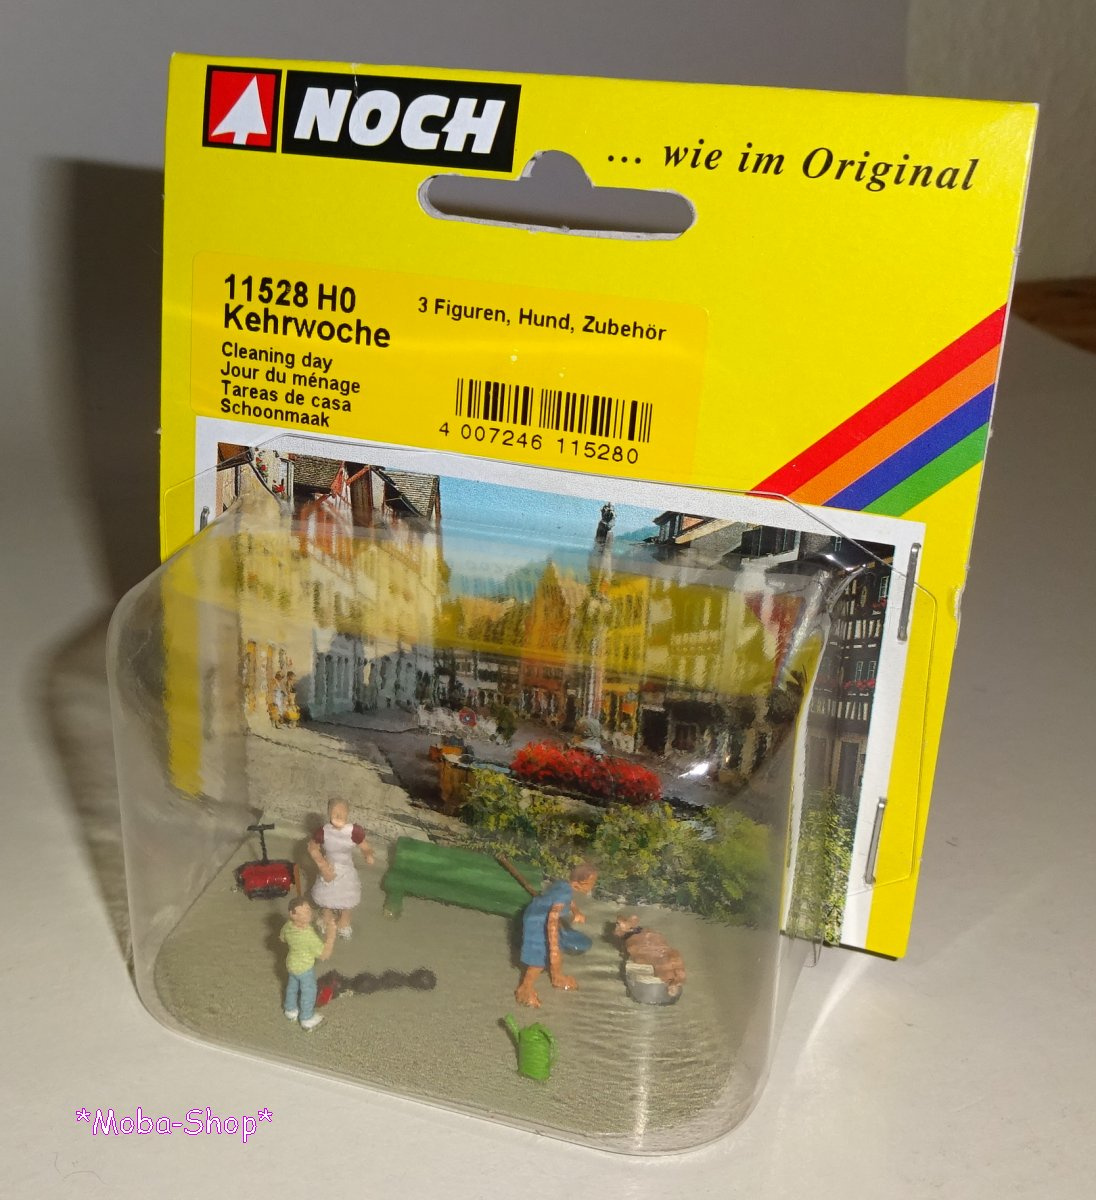 NOCH
... wie im Original
11528 H0
Kehrwoche
3 Figuren, Hund, Zubehör
Cleaning day
Jour du ménage
Tareas de casa
Schoonmaak
4 007246 115280
*Moba-Shop*